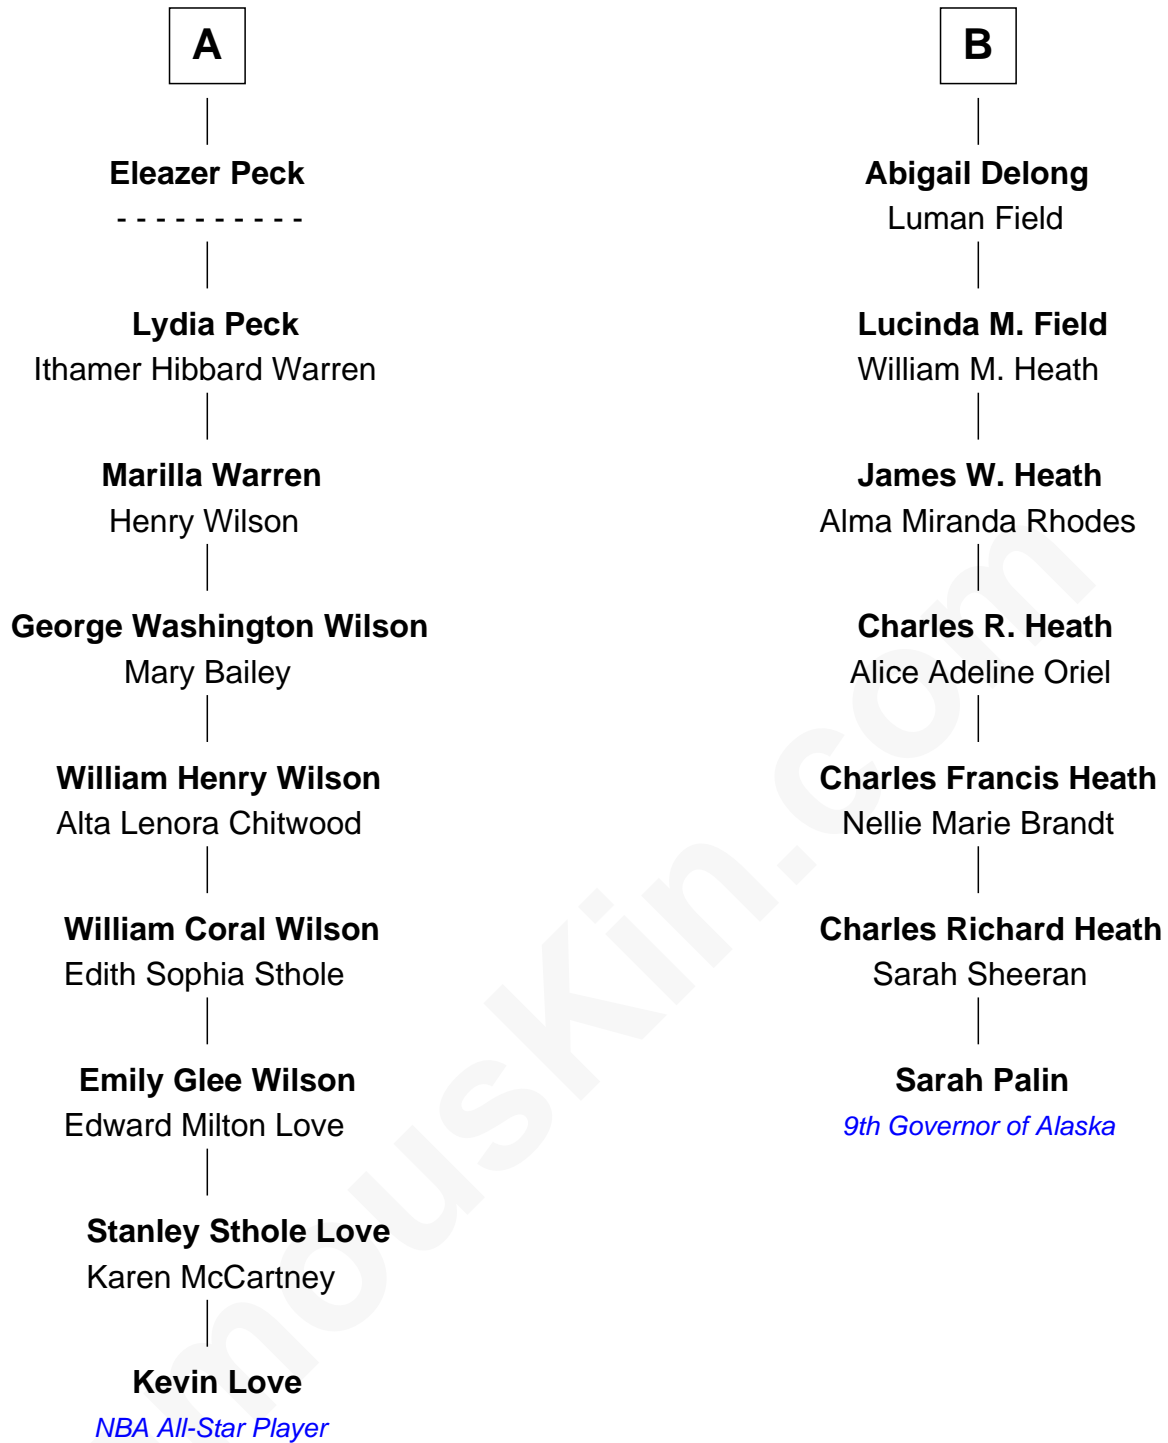 A
Eleazer Peck
- - - - - - - - - -
Lydia Peck
Ithamer Hibbard Warren
Marilla Warren
Henry Wilson
George Washington Wilson
Mary Bailey
William Henry Wilson
Alta Lenora Chitwood
William Coral Wilson
Edith Sophia Sthole
Emily Glee Wilson
Edward Milton Love
Stanley Sthole Love
Karen McCartney
Kevin Love
NBA All-Star Player
B
Abigail Delong
Luman Field
Lucinda M. Field
William M. Heath
James W. Heath
Alma Miranda Rhodes
Charles R. Heath
Alice Adeline Oriel
Charles Francis Heath
Nellie Marie Brandt
Charles Richard Heath
Sarah Sheeran
Sarah Palin
9th Governor of Alaska
mousKin.com